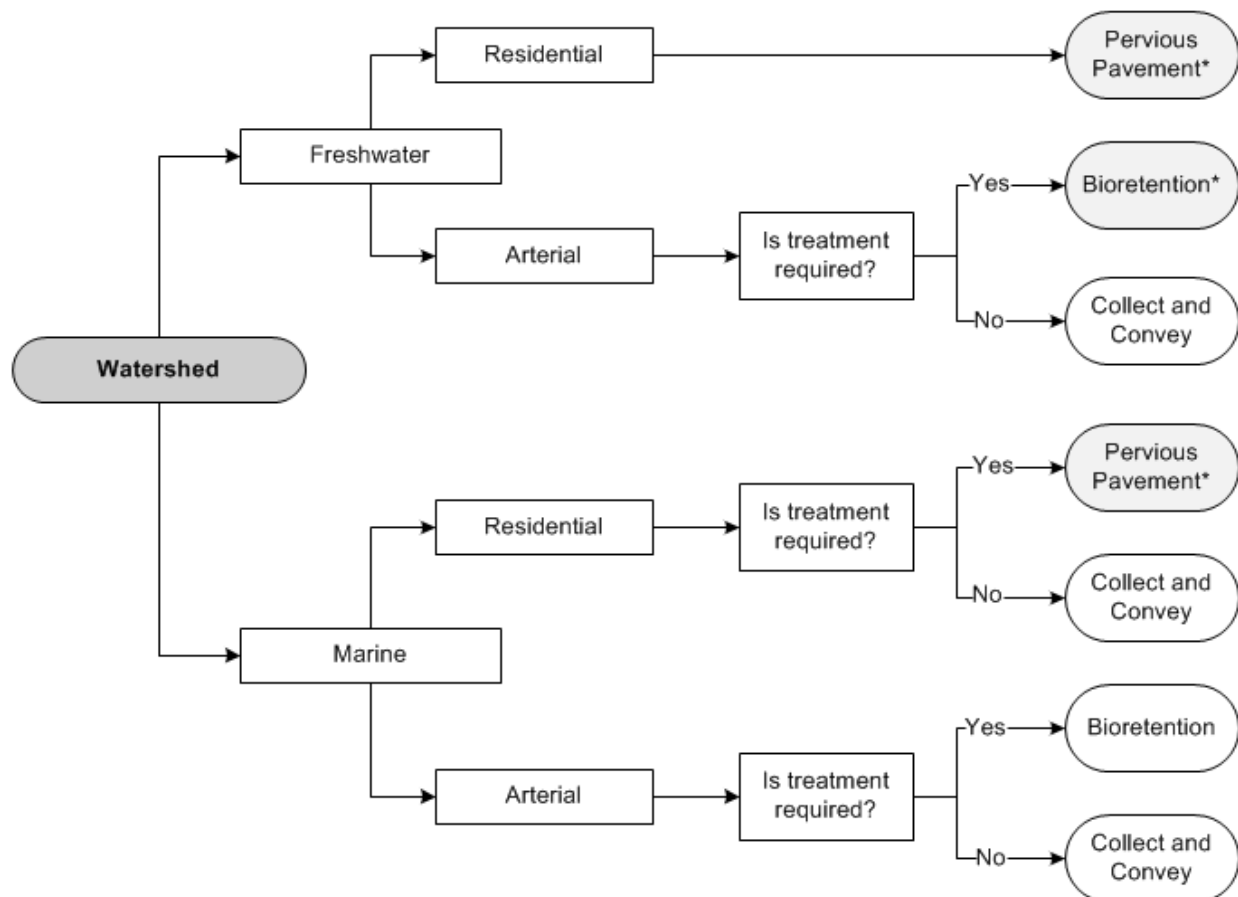 Residential
Pervious
Pavement*
Freshwater
Yes
Bioretention*
Arterial
Is treatment
required?
No
Collect and
Convey
Watershed
Residential
Is treatment
required?
Yes
Pervious
Pavement*
No
Collect and
Convey
Marine
Arterial
Is treatment
required?
Yes
Bioretention
No
Collect and
Convey